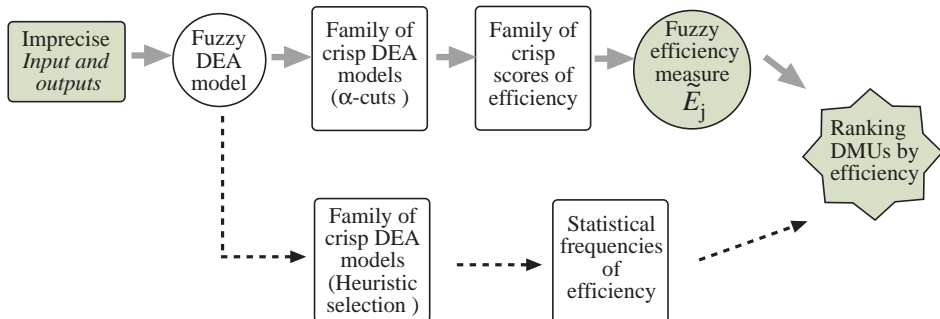 Imprecise
Input and
outputs
Fuzzy
DEA
model
Family of
crisp DEA
models
(α-cuts )
Family of
crisp
scores of
efficiency
Fuzzy
efficiency
measure
Ẽj
Ranking
DMUs by
efficiency
Family of
crisp DEA
models
(Heuristic
selection )
Statistical
frequencies
of
efficiency